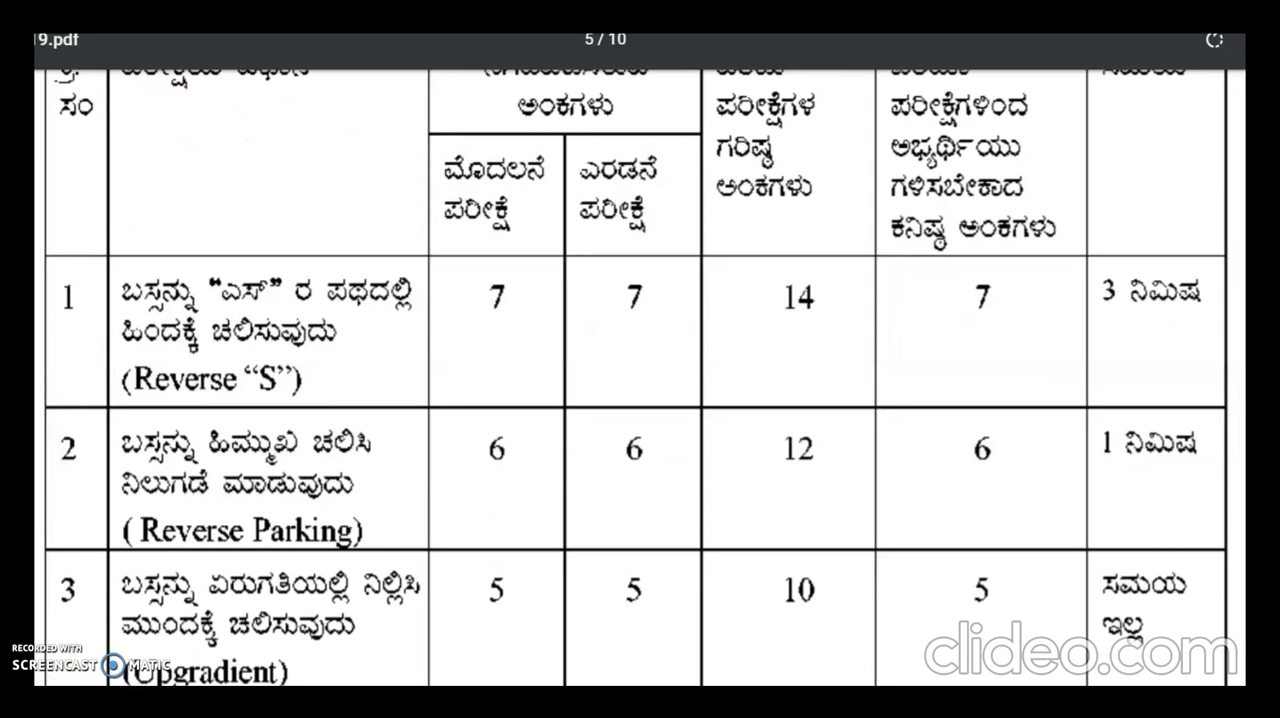 19.pdf
5 / 10
ಸಂ
ಅಂಕಗಳು
ಪರೀಕ್ಷೆಗಳ
ಗರಿಷ್ಠ
ಅಂಕಗಳು
ಪರೀಕ್ಷೆಗಳಿಂದ
ಅಭ್ಯರ್ಥಿಯು
ಗಳಿಸಬೇಕಾದ
ಕನಿಷ್ಠ ಅಂಕಗಳು
ಮೊದಲನೆ
ಪರೀಕ್ಷೆ
ಎರಡನೆ
ಪರೀಕ್ಷೆ
1
ಬಸ್ಸನ್ನು “ಎಸ್” ರ ಪಥದಲ್ಲಿ
ಹಿಂದಕ್ಕೆ ಚಲಿಸುವುದು
(Reverse “S”)
7
7
14
7
3 ನಿಮಿಷ
2
ಬಸ್ಸನ್ನು ಹಿಮ್ಮುಖ ಚಲಿಸಿ
ನಿಲುಗಡೆ ಮಾಡುವುದು
( Reverse Parking)
6
6
12
6
1 ನಿಮಿಷ
3
ಬಸ್ಸನ್ನು ಏರುಗತಿಯಲ್ಲಿ ನಿಲ್ಲಿಸಿ
ಮುಂದಕ್ಕೆ ಚಲಿಸುವುದು
(Upgradient)
5
5
10
5
ಸಮಯ
ಇಲ್ಲ
RECORDED WITH
SCREENCAST MATIC
clideo.com